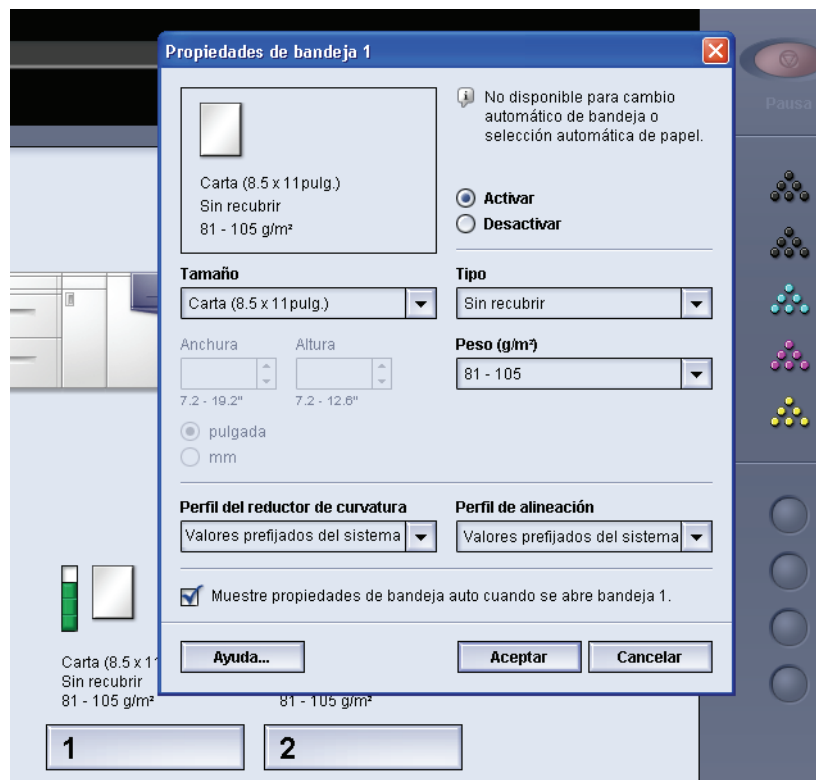 Propiedades de bandeja 1
Carta (8.5 x 11pulg.)
Sin recubrir
81 - 105 g/m²
No disponible para cambio
automático de bandeja o
selección automática de papel.
Activar
Desactivar
Tamaño
Carta (8.5 x 11pulg.)
Tipo
Sin recubrir
Anchura
Altura
7.2 - 19.2"
7.2 - 12.6"
pulgada
mm
Peso (g/m²)
81 - 105
Perfil del reductor de curvatura
Valores prefijados del sistema
Perfil de alineación
Valores prefijados del sistema
Muestre propiedades de bandeja auto cuando se abre bandeja 1.
Ayuda...
Aceptar
Cancelar
Pausa
Carta (8.5 x 11
Sin recubrir
81 - 105 g/m²
81 - 105 g/m²
1
2